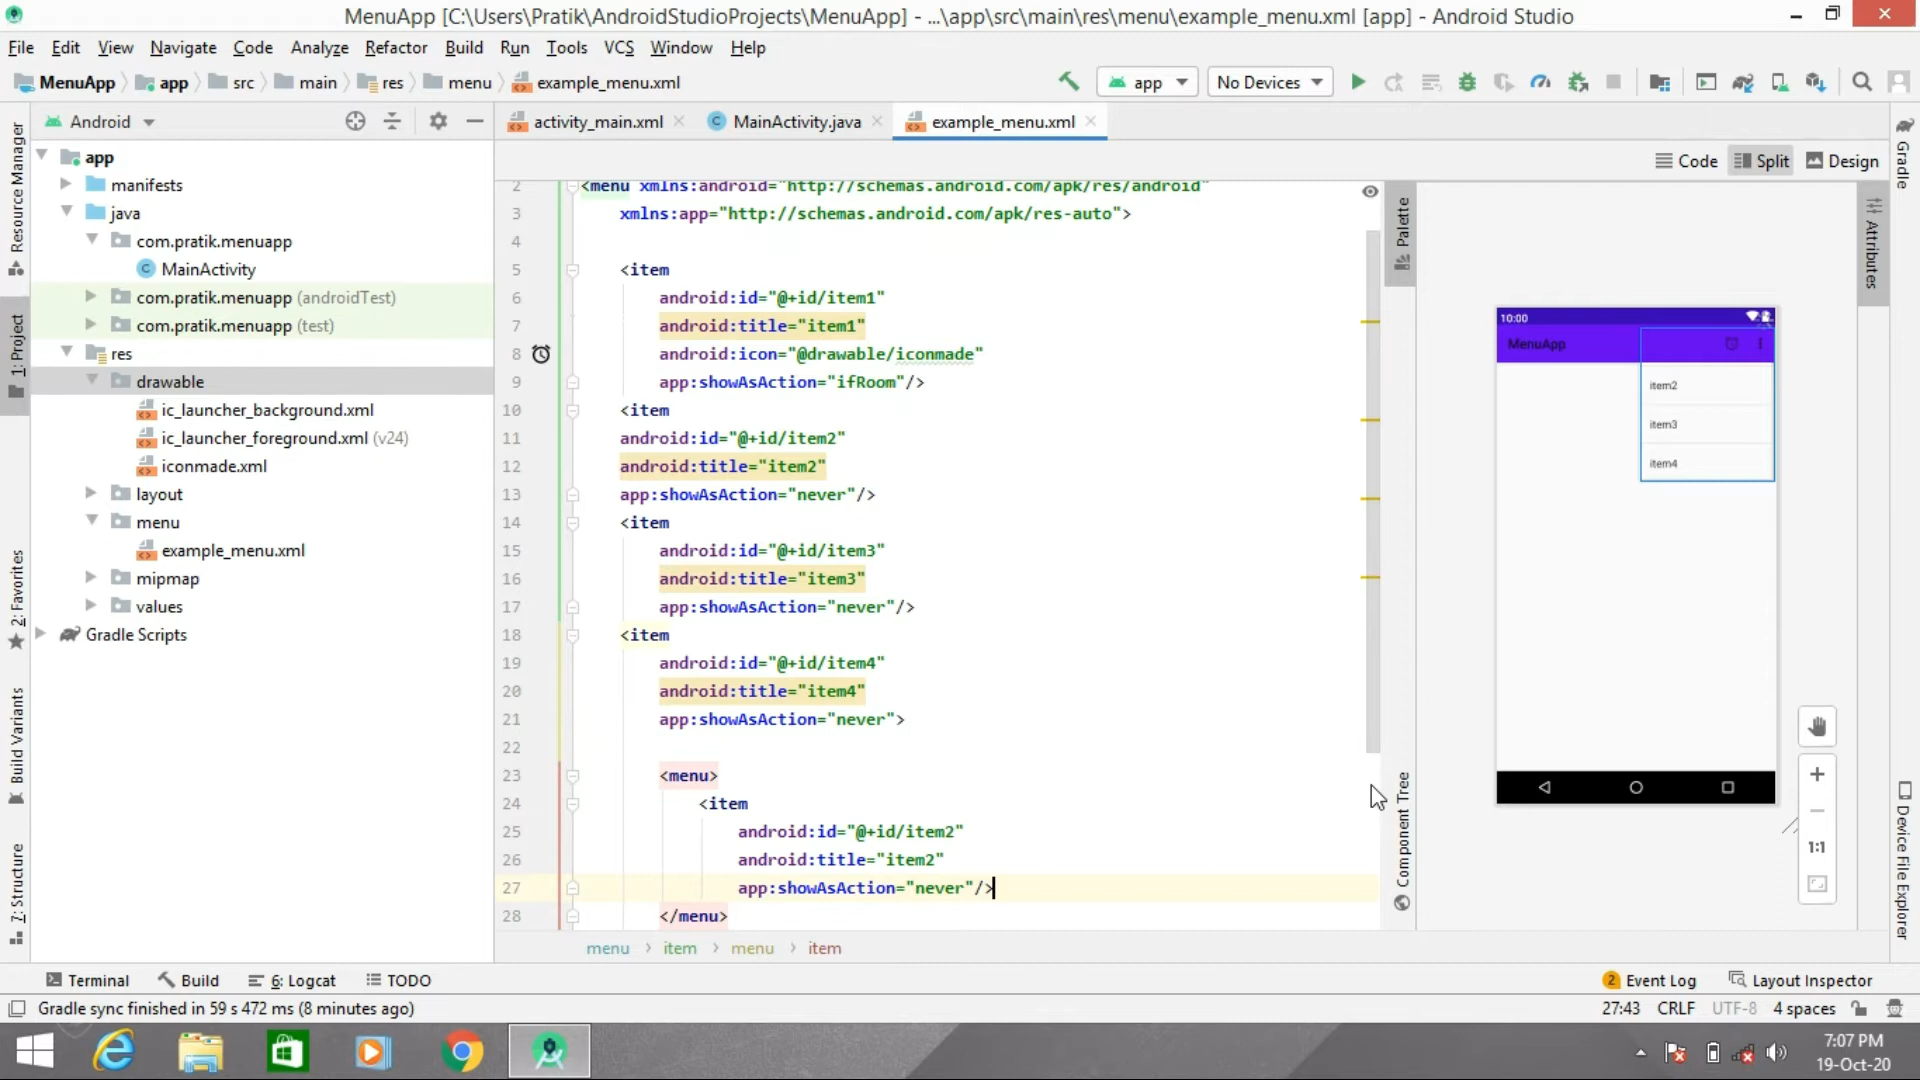 MenuApp [C:\Users\Pratik\AndroidStudioProjects\MenuApp] - ...\app\src\main\res\menu\example_menu.xml [app] - Android Studio
File Edit View Navigate Code Analyze Refactor Build Run Tools VCS Window Help
MenuApp app src main res menu example_menu.xml app No Devices
Android activity_main.xml MainActivity.java example_menu.xml
Code Split Design
Resource Manager
1: Project
2: Favorites
Build Variants
7: Structure
app
manifests
java
com.pratik.menuapp
MainActivity
com.pratik.menuapp (androidTest)
com.pratik.menuapp (test)
res
drawable
ic_launcher_background.xml
ic_launcher_foreground.xml (v24)
iconmade.xml
layout
menu
example_menu.xml
mipmap
values
Gradle Scripts
2 <menu xmlns:android="http://schemas.android.com/apk/res/android"
3 xmlns:app="http://schemas.android.com/apk/res-auto">
4
5 <item
6 android:id="@+id/item1"
7 android:title="item1"
8 android:icon="@drawable/iconmade"
9 app:showAsAction="ifRoom"/>
10 <item
11 android:id="@+id/item2"
12 android:title="item2"
13 app:showAsAction="never"/>
14 <item
15 android:id="@+id/item3"
16 android:title="item3"
17 app:showAsAction="never"/>
18 <item
19 android:id="@+id/item4"
20 android:title="item4"
21 app:showAsAction="never">
22
23 <menu>
24 <item
25 android:id="@+id/item2"
26 android:title="item2"
27 app:showAsAction="never"/>
28 </menu>
menu > item > menu > item
Palette
Component Tree
10:00
MenuApp
item2
item3
item4
1:1
Gradle
Attributes
Device File Explorer
Terminal Build 6: Logcat TODO 2 Event Log Layout Inspector
Gradle sync finished in 59 s 472 ms (8 minutes ago) 27:43 CRLF UTF-8 4 spaces
7:07 PM
19-Oct-20